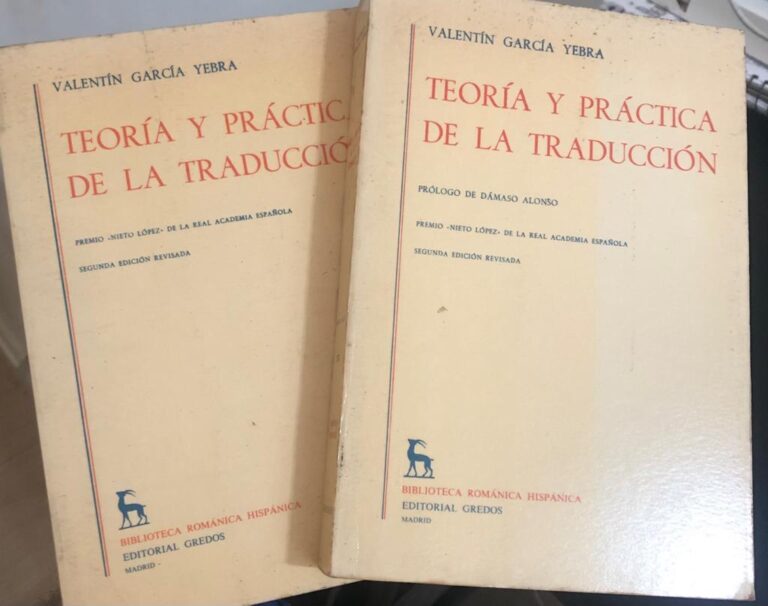 VALENTÍN GARCÍA YEBRA
TEORÍA Y PRÁCTIC
DE LA TRADUCCIÓ
PREMIO «NIETO LÓPEZ» DE LA REAL ACADEMIA ESPAÑOLA
SEGUNDA EDICIÓN REVISADA
BIBLIOTECA ROMÁNICA HISPÁNICA
EDITORIAL GREDOS
MADRID
VALENTÍN GARCÍA YEBRA
TEORÍA Y PRÁCTICA
DE LA TRADUCCIÓN
PRÓLOGO DE DÁMASO ALONSO
PREMIO «NIETO LÓPEZ» DE LA REAL ACADEMIA ESPAÑOLA
SEGUNDA EDICIÓN REVISADA
BIBLIOTECA ROMÁNICA HISPÁNICA
EDITORIAL GREDOS
MADRID